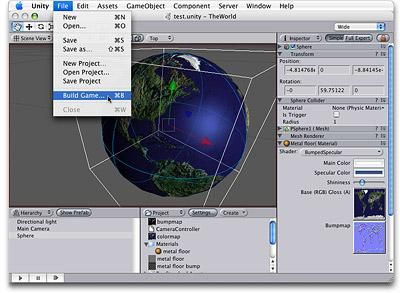 Unity File Edit Assets GameObject Component Server Window Help
test.unity - TheWorld
Scene View
Top
Wide
New ⌘N
Open... ⌘O
Save ⌘S
Save as... ⇧⌘S
New Project...
Open Project...
Save Project
Build Game... ⌘B
Close ⌘W
Sphere
Simple Full Expert
Transform
Position:
-4.814768 0 -8.84145e
Rotation:
-0 59.75122 0
Sphere Collider
Material None (Physic Materi
Is Trigger
Radius 1
PSphere1 (Mesh)
Metal floor( Material)
Shader: BumpedSpecular
Main Color
Specular Color
Shininess
Base (RGB) Gloss (A)
Bumpmap
Hierarchy Show Prefab
Directional light
Main Camera
Sphere
Project Settings... Create
bumpmap
CameraController
colormap
Materials
metal floor
metal floor
metal floor bump